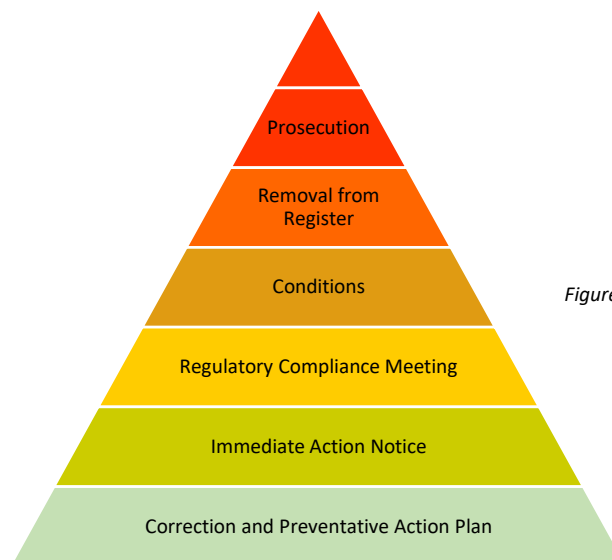 Prosecution
Removal from
Register
Conditions
Figure
Regulatory Compliance Meeting
Immediate Action Notice
Correction and Preventative Action Plan